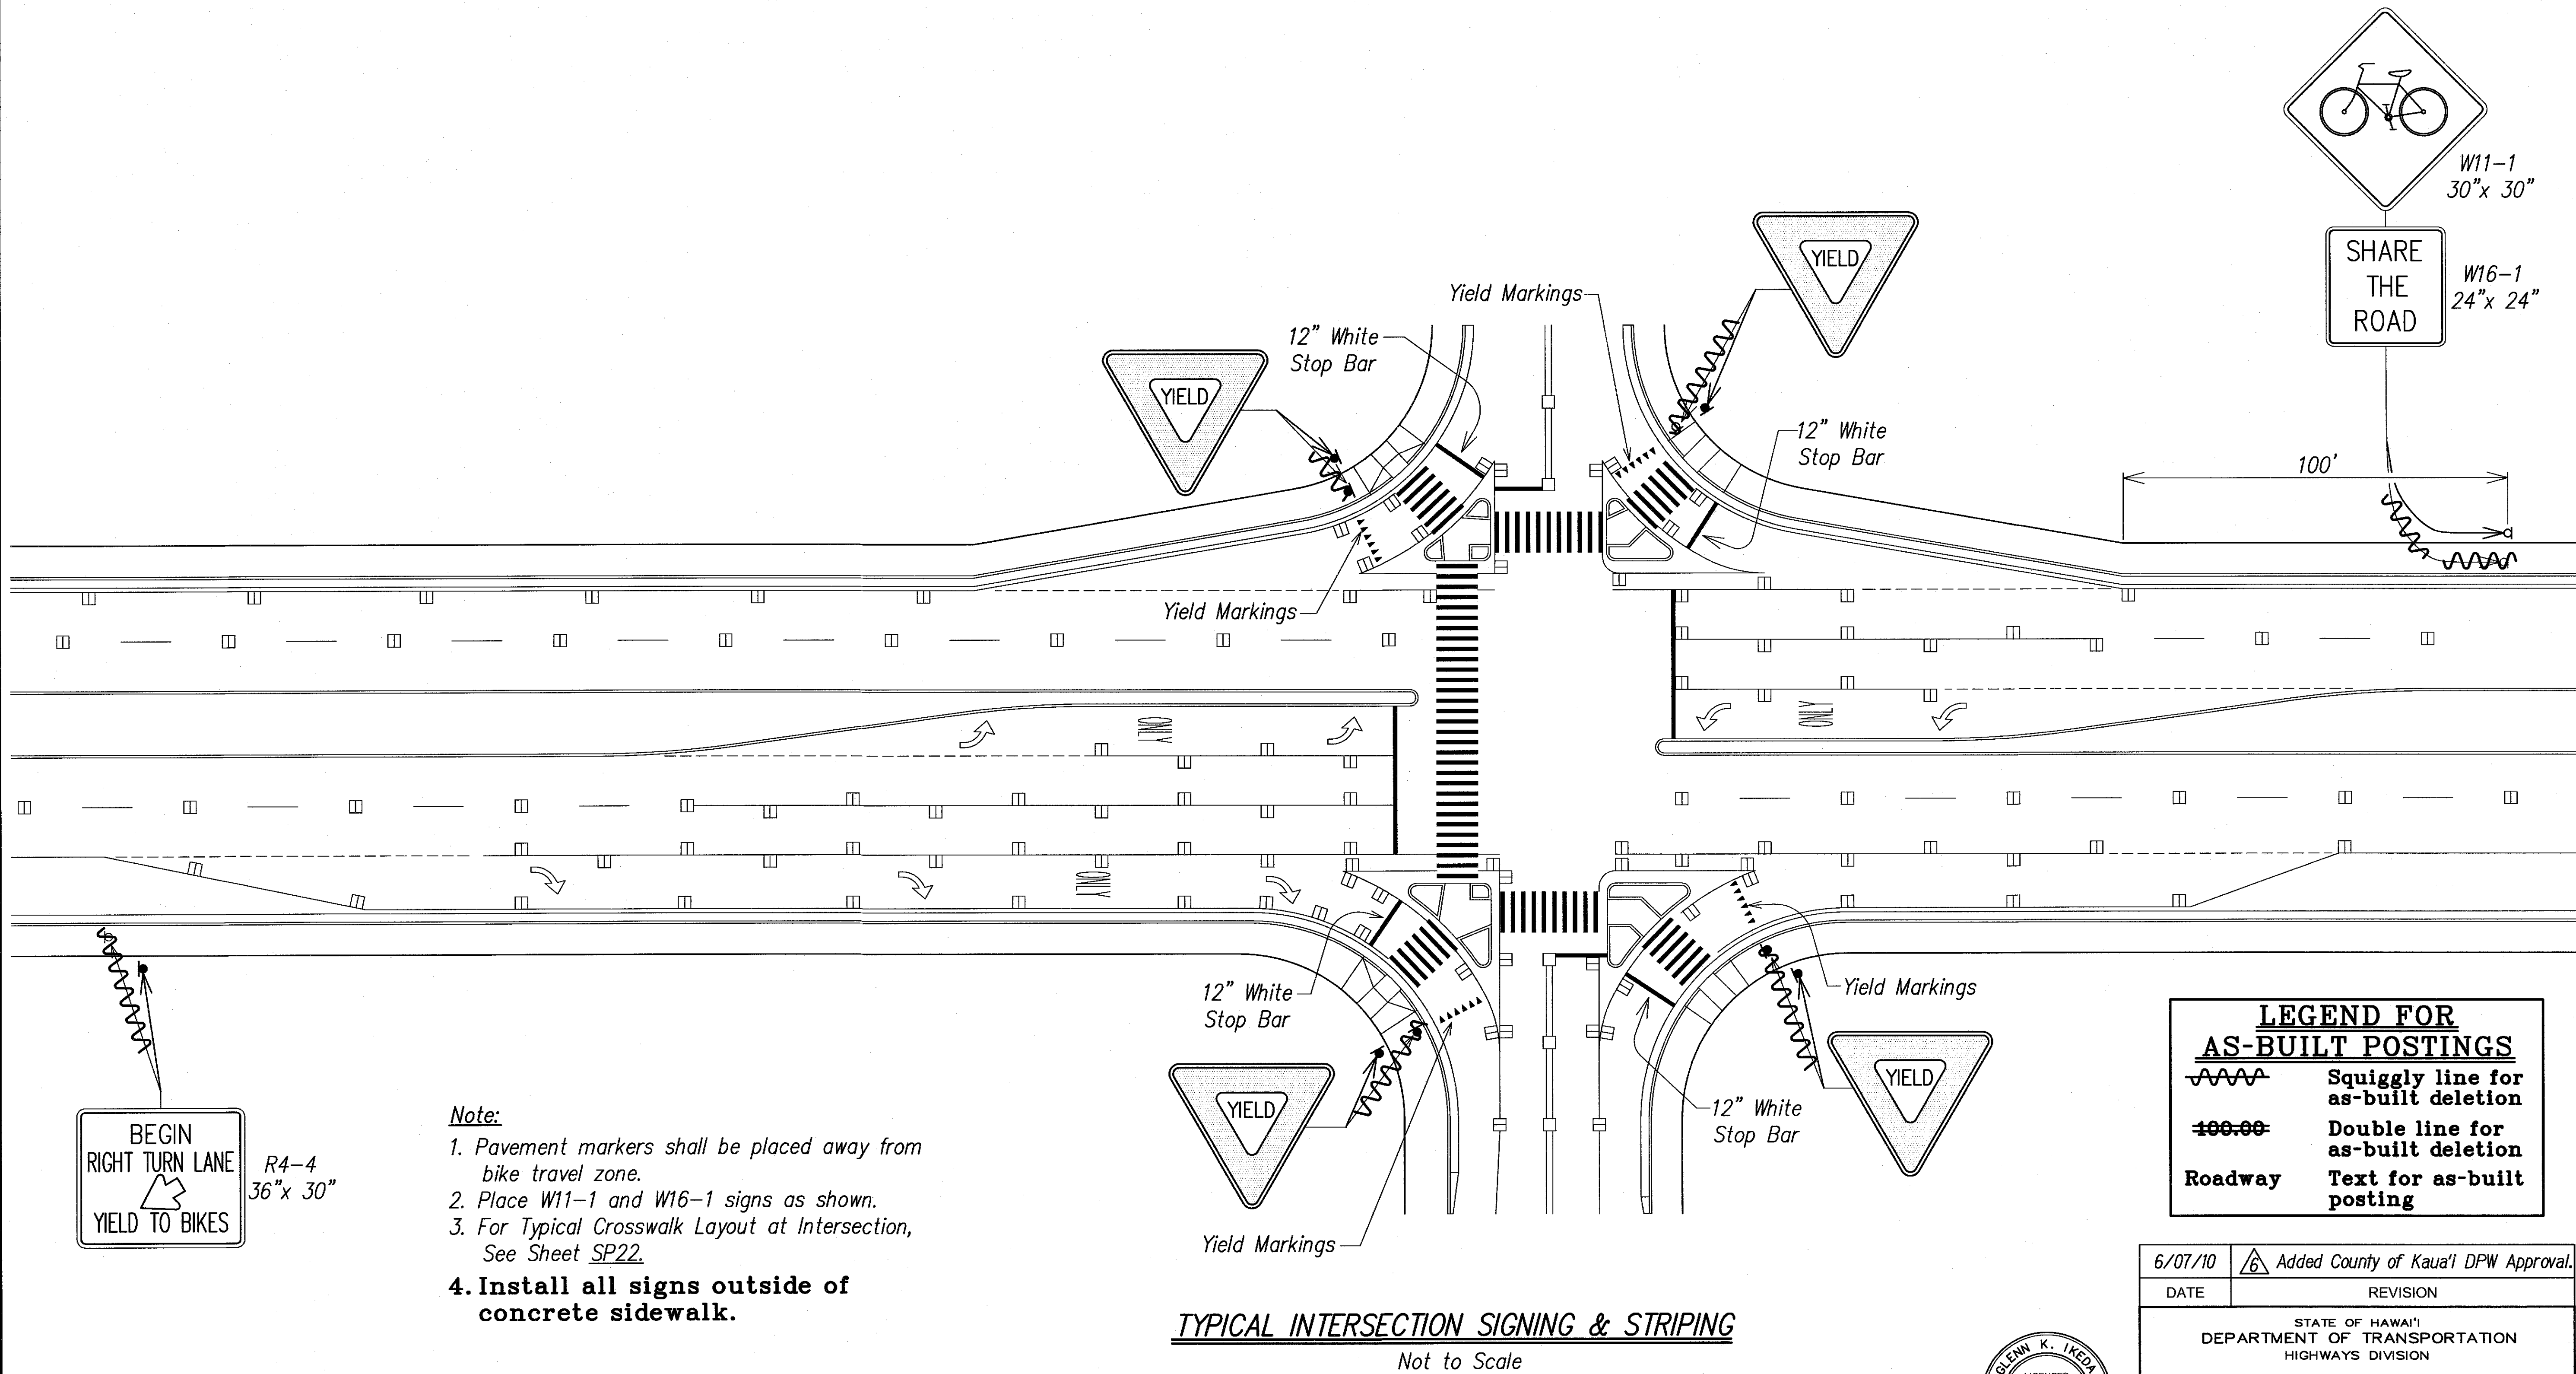 W11-1
30"x 30"
SHARE
THE
ROAD
W16-1
24"x 24"
100'
YIELD
Yield Markings
12" White
Stop Bar
YIELD
12" White
Stop Bar
Yield Markings
ONLY
ONLY
ONLY
12" White
Stop Bar
Yield Markings
YIELD
12" White
Stop Bar
YIELD
Yield Markings
BEGIN
RIGHT TURN LANE
YIELD TO BIKES
R4-4
36"x 30"
Note:
1. Pavement markers shall be placed away from
bike travel zone.
2. Place W11-1 and W16-1 signs as shown.
3. For Typical Crosswalk Layout at Intersection,
See Sheet SP22.
4. Install all signs outside of
concrete sidewalk.
TYPICAL INTERSECTION SIGNING & STRIPING
Not to Scale
LEGEND FOR
AS-BUILT POSTINGS
Squiggly line for
as-built deletion
100.00 Double line for
as-built deletion
Roadway Text for as-built
posting
6/07/10 6 Added County of Kaua'i DPW Approval.
DATE REVISION
STATE OF HAWAI'I
DEPARTMENT OF TRANSPORTATION
HIGHWAYS DIVISION
GLENN K. IKEDA